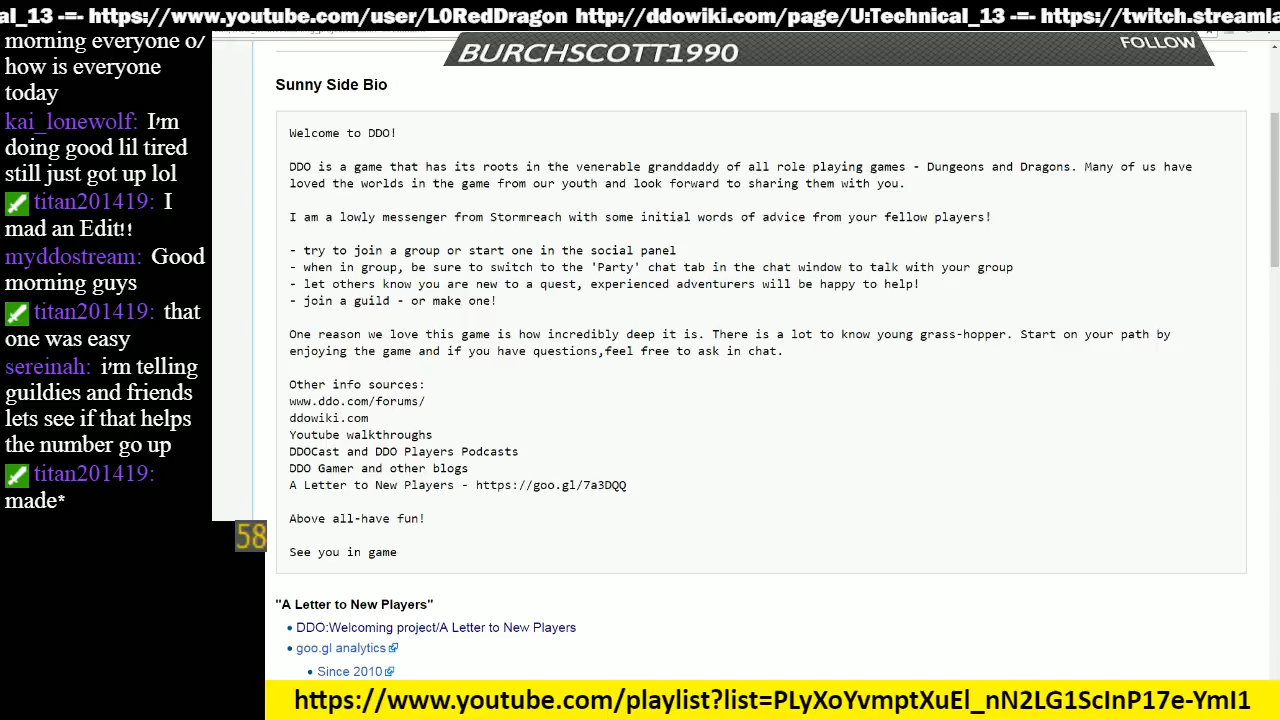 al_13 -=- https://www.youtube.com/user/L0RedDragon http://ddowiki.com/page/U:Technical_13 -=- https://twitch.streamla
morning everyone o/
how is everyone
today
kai_lonewolf: I'm
doing good lil tired
still just got up lol
titan201419: I
mad an Edit!!
myddostream: Good
morning guys
titan201419: that
one was easy
sereinah: i'm telling
guildies and friends
lets see if that helps
the number go up
titan201419:
made*
58
BURCHSCOTT1990
FOLLOW
Sunny Side Bio
Welcome to DDO!
DDO is a game that has its roots in the venerable granddaddy of all role playing games - Dungeons and Dragons. Many of us have
loved the worlds in the game from our youth and look forward to sharing them with you.
I am a lowly messenger from Stormreach with some initial words of advice from your fellow players!
- try to join a group or start one in the social panel
- when in group, be sure to switch to the 'Party' chat tab in the chat window to talk with your group
- let others know you are new to a quest, experienced adventurers will be happy to help!
- join a guild - or make one!
One reason we love this game is how incredibly deep it is. There is a lot to know young grass-hopper. Start on your path by
enjoying the game and if you have questions,feel free to ask in chat.
Other info sources:
www.ddo.com/forums/
ddowiki.com
Youtube walkthroughs
DDOCast and DDO Players Podcasts
DDO Gamer and other blogs
A Letter to New Players - https://goo.gl/7a3DQQ
Above all-have fun!
See you in game
"A Letter to New Players"
• DDO:Welcoming project/A Letter to New Players
• goo.gl analytics
• Since 2010
https://www.youtube.com/playlist?list=PLyXoYvmptXuEl_nN2LG1ScInP17e-YmI1